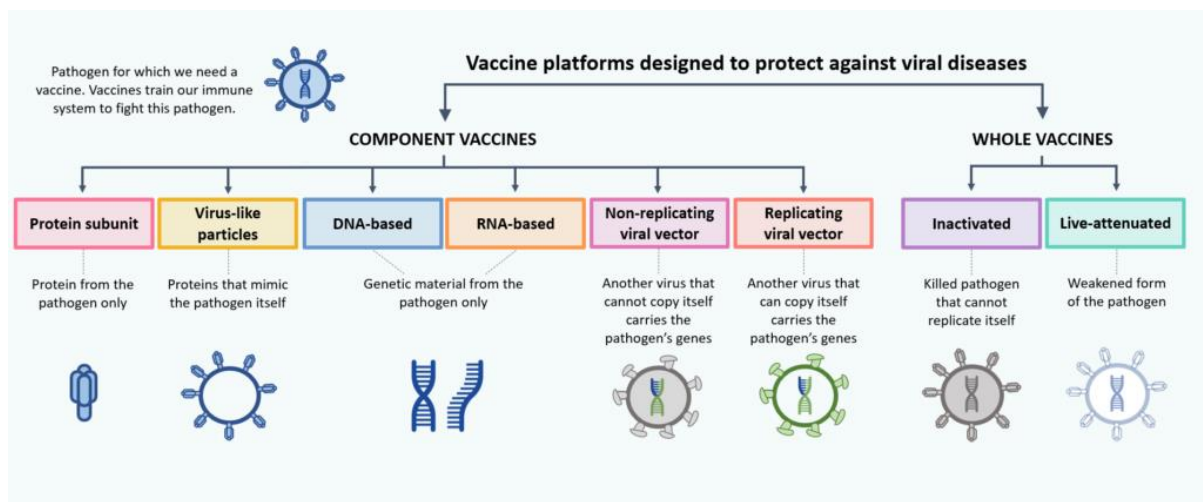 Pathogen for which we need a
vaccine. Vaccines train our immune
system to fight this pathogen.
Vaccine platforms designed to protect against viral diseases
COMPONENT VACCINES
WHOLE VACCINES
Protein subunit
Virus-like
particles
DNA-based
RNA-based
Non-replicating
viral vector
Replicating
viral vector
Inactivated
Live-attenuated
Protein from the
pathogen only
Proteins that mimic
the pathogen itself
Genetic material from the
pathogen only
Another virus that
cannot copy itself
carries the
pathogen's genes
Another virus that
can copy itself
carries the
pathogen's genes
Killed pathogen
that cannot
replicate itself
Weakened form
of the pathogen